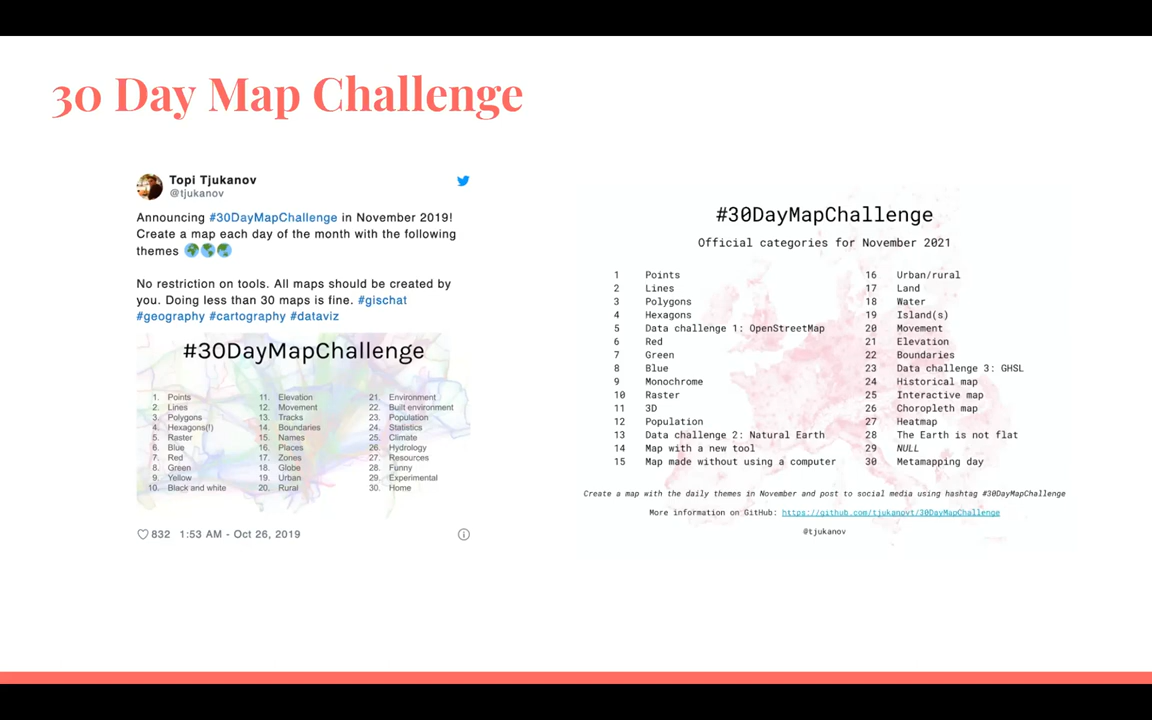 30 Day Map Challenge
Topi Tjukanov
@tjukanov
Announcing #30DayMapChallenge in November 2019!
Create a map each day of the month with the following
themes 🌍🌎🌏
No restriction on tools. All maps should be created by
you. Doing less than 30 maps is fine. #gischat
#geography #cartography #dataviz
#30DayMapChallenge
1. Points
2. Lines
3. Polygons
4. Hexagons(!)
5. Raster
6. Blue
7. Red
8. Green
9. Yellow
10. Black and white
11. Elevation
12. Movement
13. Tracks
14. Boundaries
15. Names
16. Places
17. Zones
18. Globe
19. Urban
20. Rural
21. Environment
22. Built environment
23. Population
24. Statistics
25. Climate
26. Hydrology
27. Resources
28. Funny
29. Experimental
30. Home
832 1:53 AM - Oct 26, 2019
#30DayMapChallenge
Official categories for November 2021
1 Points
2 Lines
3 Polygons
4 Hexagons
5 Data challenge 1: OpenStreetMap
6 Red
7 Green
8 Blue
9 Monochrome
10 Raster
11 3D
12 Population
13 Data challenge 2: Natural Earth
14 Map with a new tool
15 Map made without using a computer
16 Urban/rural
17 Land
18 Water
19 Island(s)
20 Movement
21 Elevation
22 Boundaries
23 Data challenge 3: GHSL
24 Historical map
25 Interactive map
26 Choropleth map
27 Heatmap
28 The Earth is not flat
29 NULL
30 Metamapping day
Create a map with the daily themes in November and post to social media using hashtag #30DayMapChallenge
More information on GitHub: https://github.com/tjukanovt/30DayMapChallenge
@tjukanov